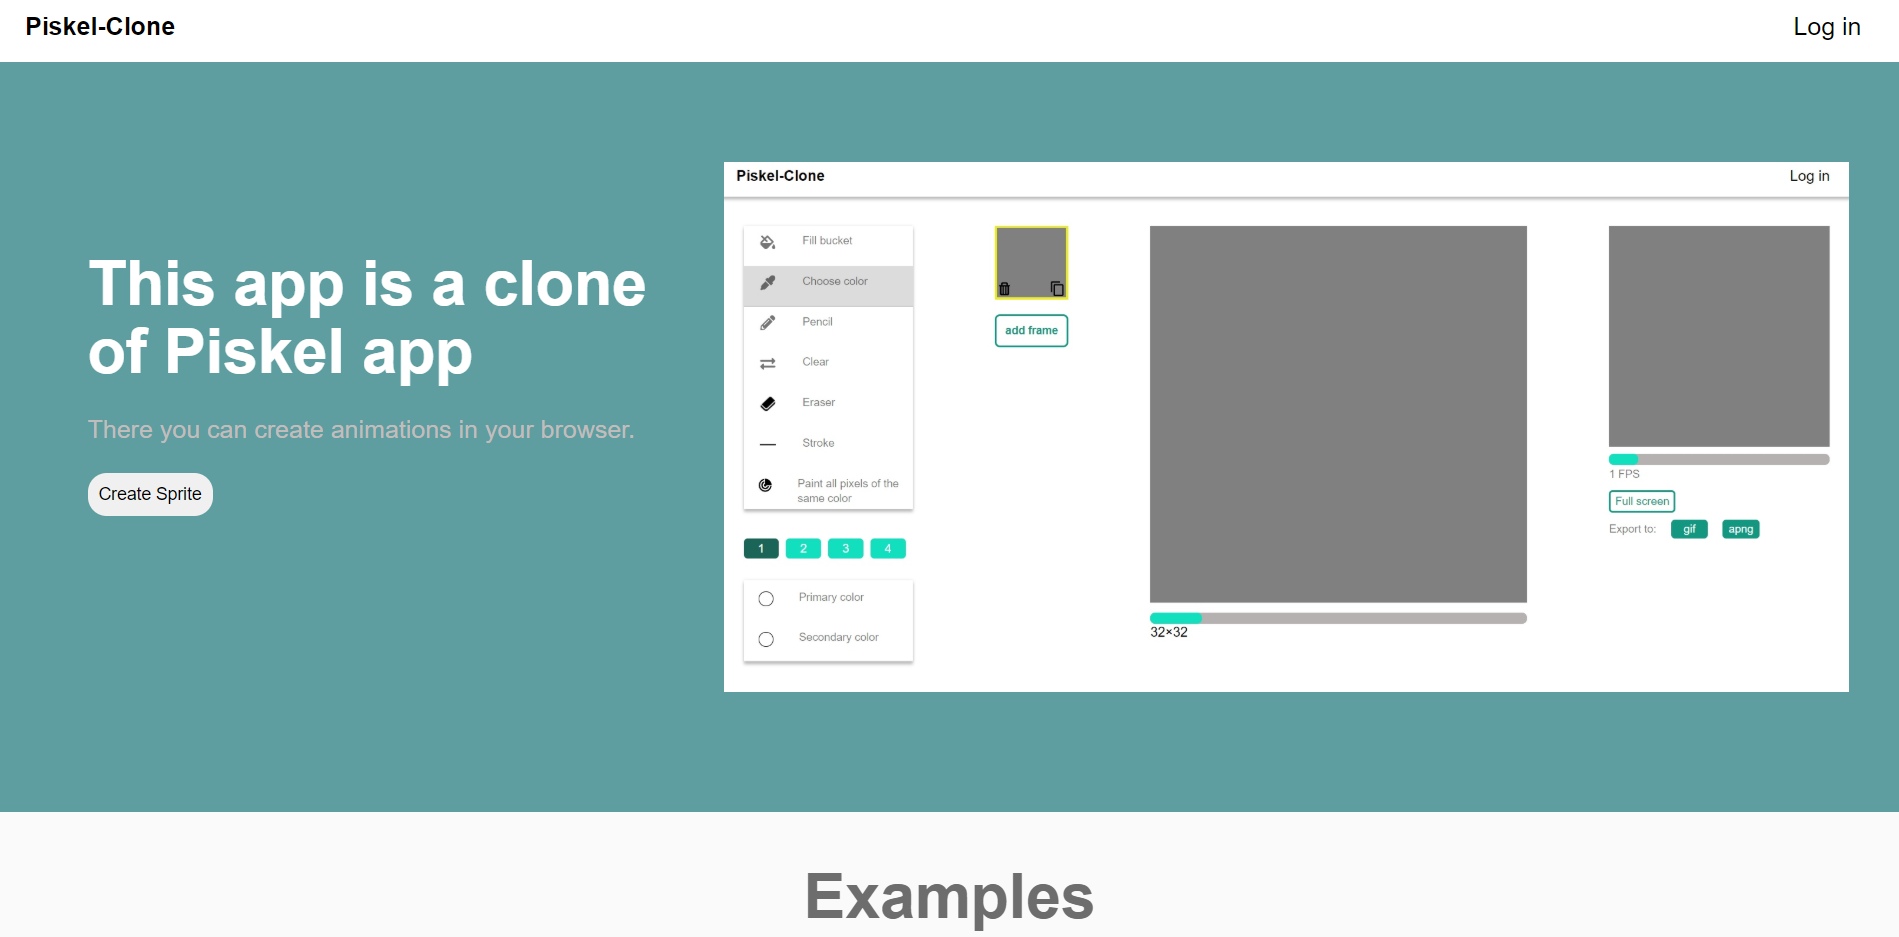 Piskel-Clone
Log in
This app is a clone
of Piskel app
There you can create animations in your browser.
Create Sprite
Piskel-Clone
Log in
Fill bucket
Choose color
Pencil
Clear
Eraser
Stroke
Paint all pixels of the
same color
1 2 3 4
Primary color
Secondary color
add frame
32×32
1 FPS
Full screen
Export to: gif apng
Examples